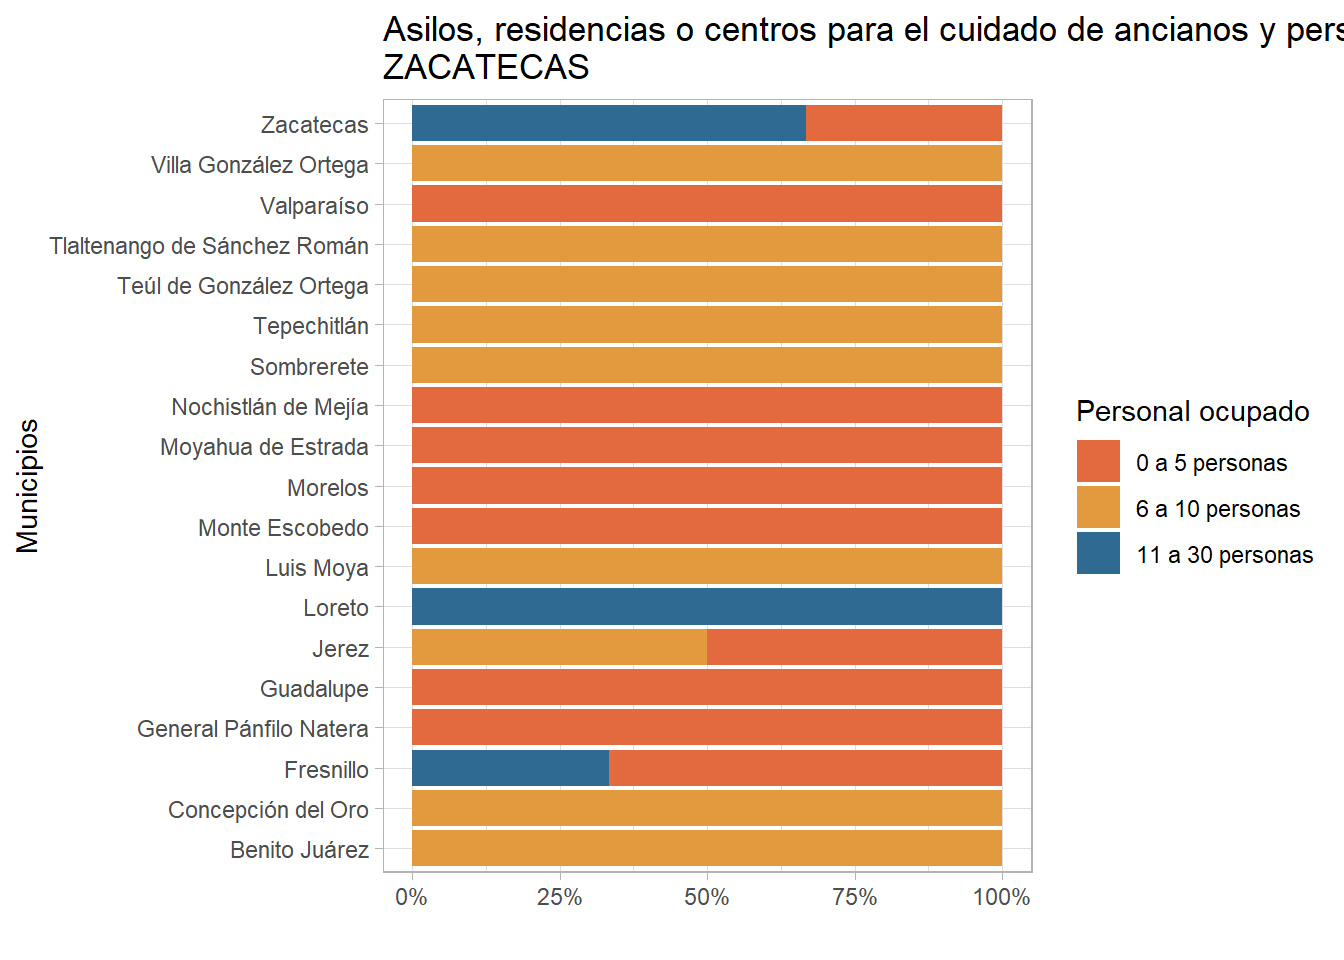 Asilos, residencias o centros para el cuidado de ancianos y pers
ZACATECAS
Zacatecas
Villa González Ortega
Valparaíso
Tlaltenango de Sánchez Román
Teúl de González Ortega
Tepechitlán
Sombrerete
Nochistlán de Mejía
Moyahua de Estrada
Morelos
Monte Escobedo
Luis Moya
Loreto
Jerez
Guadalupe
General Pánfilo Natera
Fresnillo
Concepción del Oro
Benito Juárez
Municipios
0%
25%
50%
75%
100%
Personal ocupado
0 a 5 personas
6 a 10 personas
11 a 30 personas